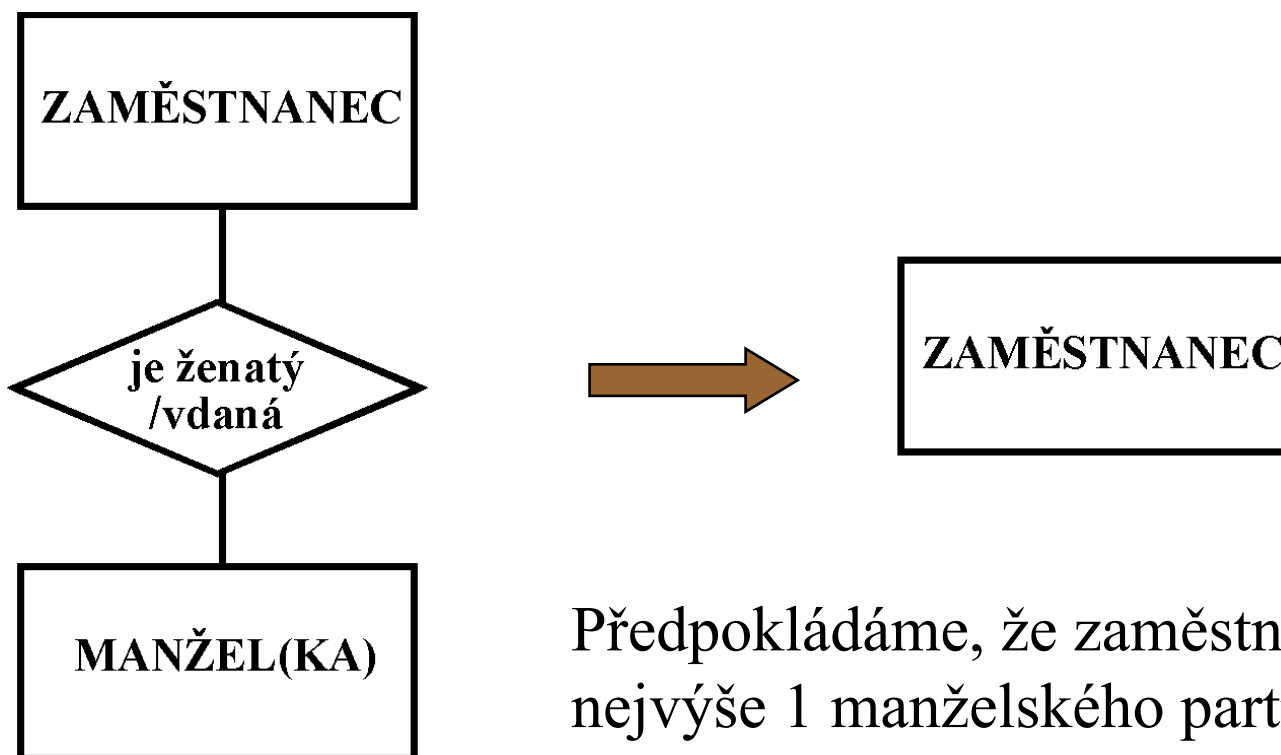 ZAMĚSTNANEC
je ženatý
/vdaná
MANŽEL(KA)
ZAMĚSTNANEC
Předpokládáme, že zaměstn
nejvýše 1 manželského part